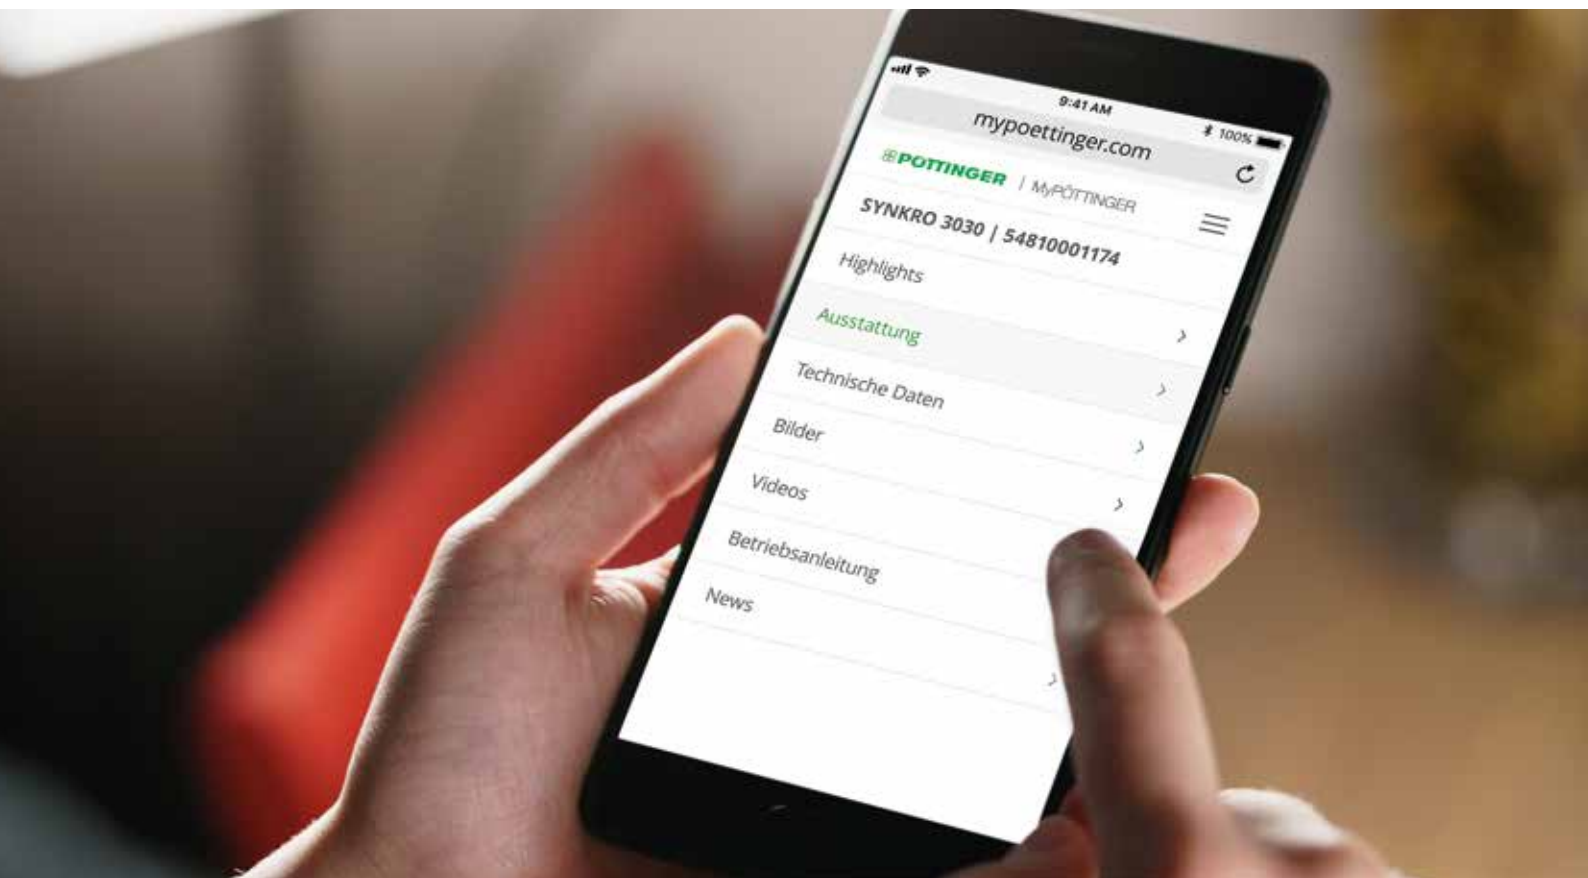 9:41 AM
100%
mypoettinger.com
PÖTTINGER | MyPÖTTINGER
SYNKRO 3030 | 54810001174
Highlights
Ausstattung
Technische Daten
Bilder
Videos
Betriebsanleitung
News